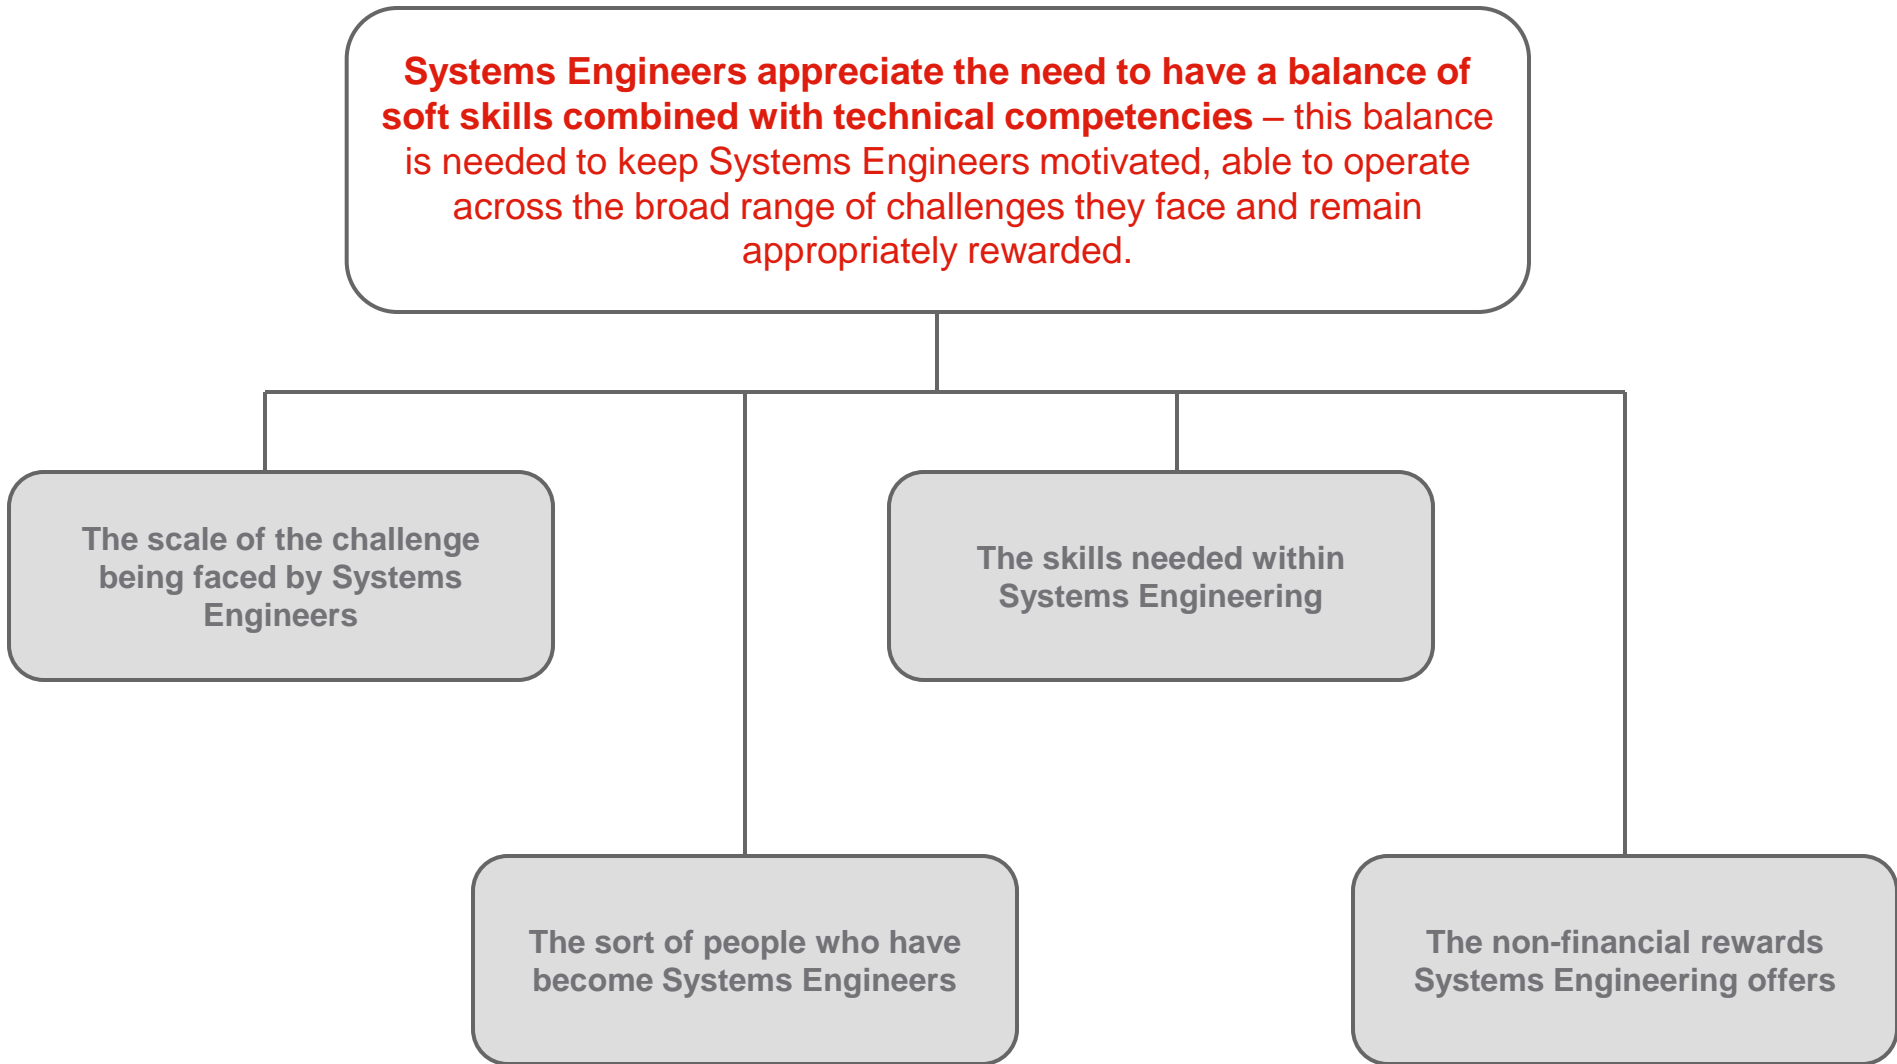 Systems Engineers appreciate the need to have a balance of
soft skills combined with technical competencies – this balance
is needed to keep Systems Engineers motivated, able to operate
across the broad range of challenges they face and remain
appropriately rewarded.
The scale of the challenge
being faced by Systems
Engineers
The skills needed within
Systems Engineering
The sort of people who have
become Systems Engineers
The non-financial rewards
Systems Engineering offers